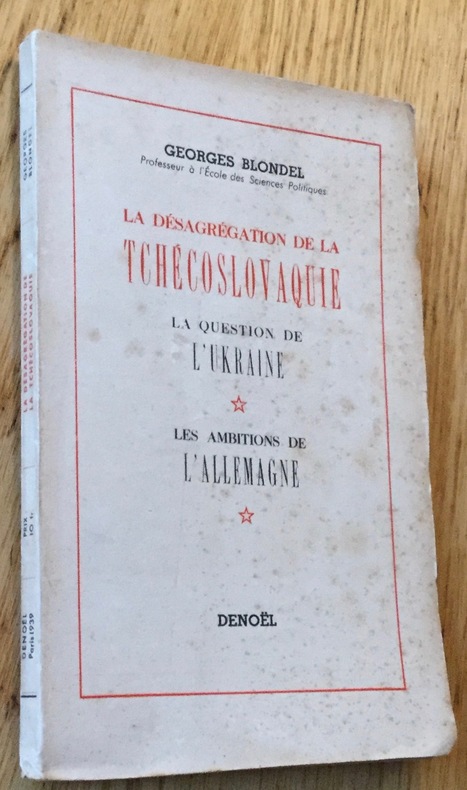 GEORGES BLONDEL
Professeur à l'École des Sciences Politiques
LA DÉSAGRÉGATION DE LA
TCHÉCOSLOVAQUIE
LA QUESTION DE
L'UKRAINE
LES AMBITIONS DE
L'ALLEMAGNE
DENOËL
GEORGES
BLONDEL
LA DÉSAGRÉGATION DE
LA TCHÉCOSLOVAQUIE
PRIX
DENOËL
Paris 1939